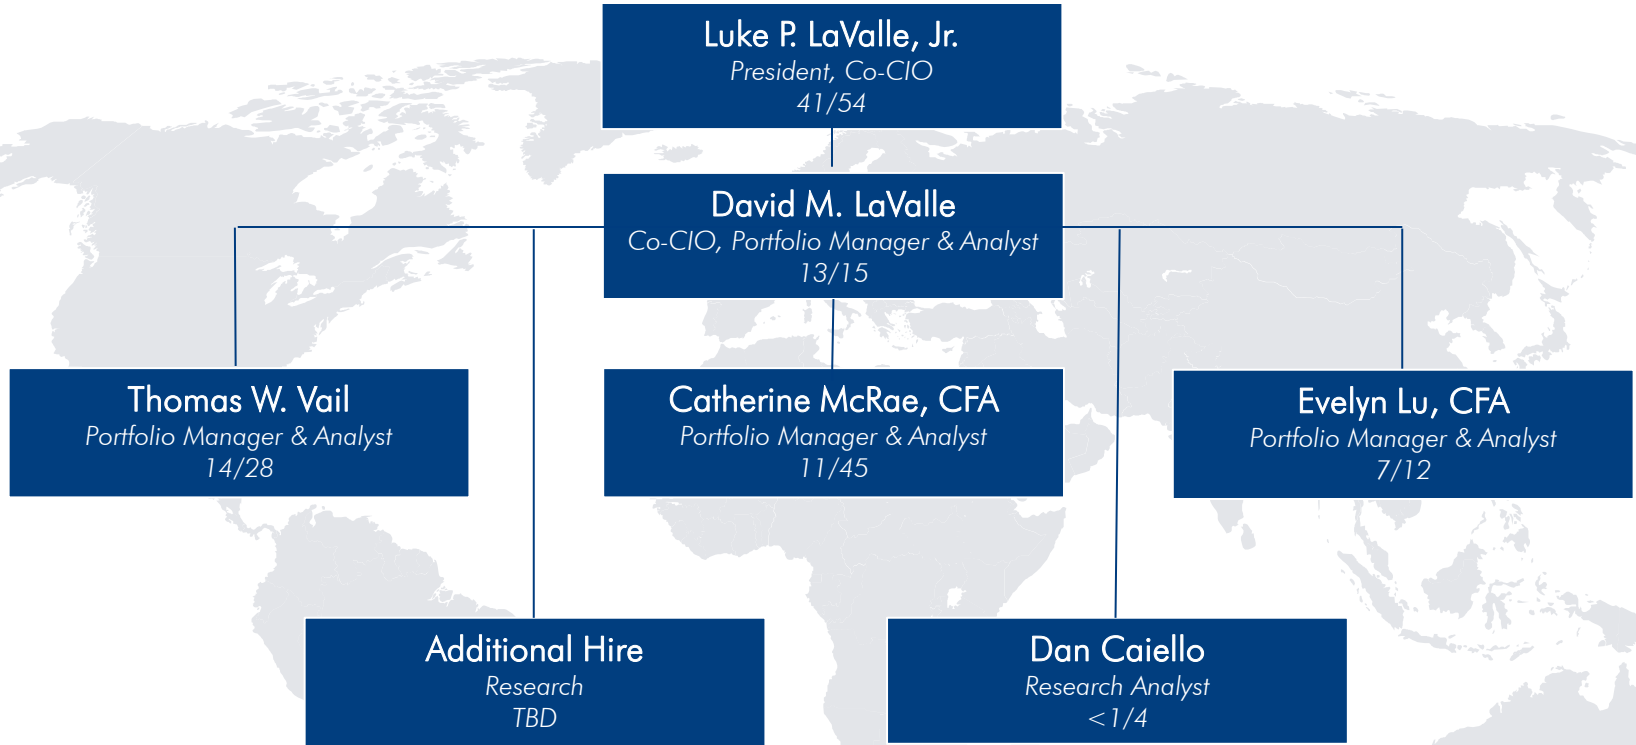 Luke P. LaValle, Jr.
President, Co-CIO
41/54
David M. LaValle
Co-CIO, Portfolio Manager & Analyst
13/15
Thomas W. Vail
Portfolio Manager & Analyst
14/28
Catherine McRae, CFA
Portfolio Manager & Analyst
11/45
Evelyn Lu, CFA
Portfolio Manager & Analyst
7/12
Additional Hire
Research
TBD
Dan Caiello
Research Analyst
<1/4